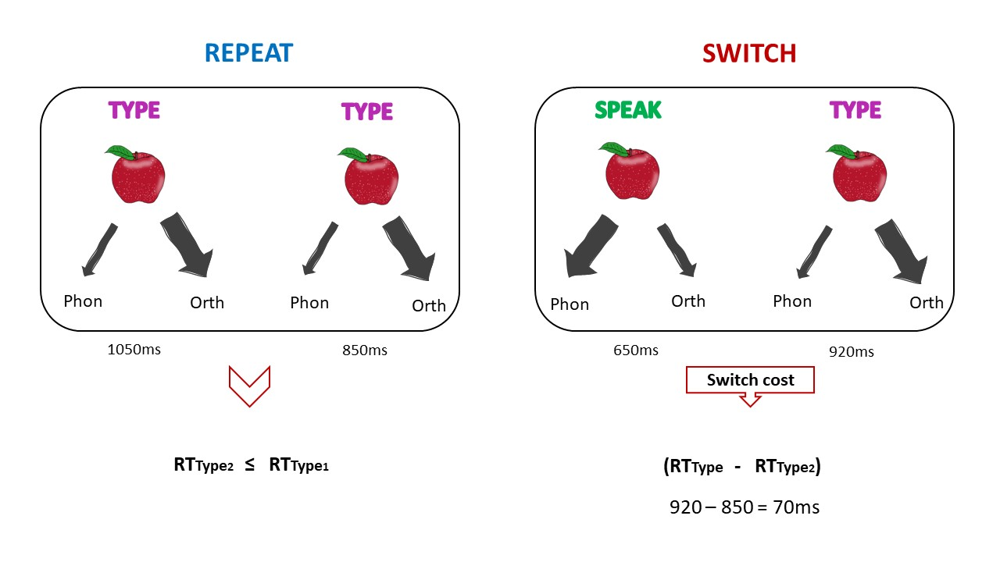 REPEAT
TYPE TYPE
Phon Orth Phon Orth
1050ms 850ms
RTType2 ≤ RTType1
SWITCH
SPEAK TYPE
Phon Orth Phon Orth
650ms 920ms
Switch cost
(RTType - RTType2)
920 – 850 = 70ms